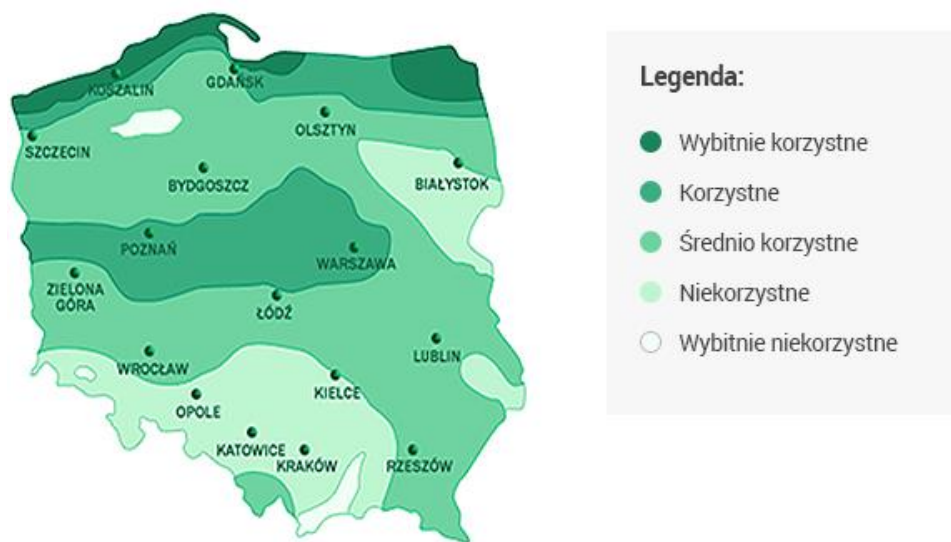 KOSZALIN
GDAŃSK
OLSZTYN
SZCZECIN
BIAŁYSTOK
BYDGOSZCZ
POZNAŃ
WARSZAWA
ZIELONA
GÓRA
ŁÓDŹ
LUBLIN
WROCŁAW
KIELCE
OPOLE
KATOWICE
KRAKÓW
RZESZÓW
Legenda:
Wybitnie korzystne
Korzystne
Średnio korzystne
Niekorzystne
Wybitnie niekorzystne